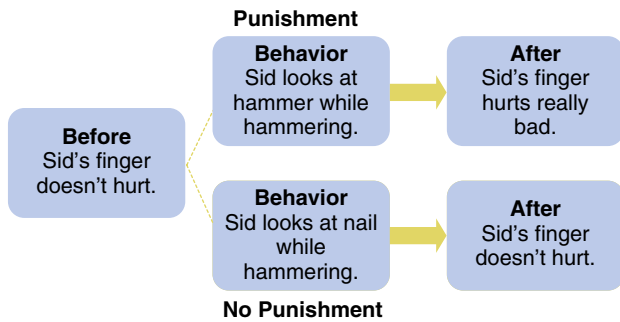 Punishment
Before
Sid's finger
doesn't hurt.
Behavior
Sid looks at
hammer while
hammering.
After
Sid's finger
hurts really
bad.
Behavior
Sid looks at nail
while
hammering.
After
Sid's finger
doesn't hurt.
No Punishment